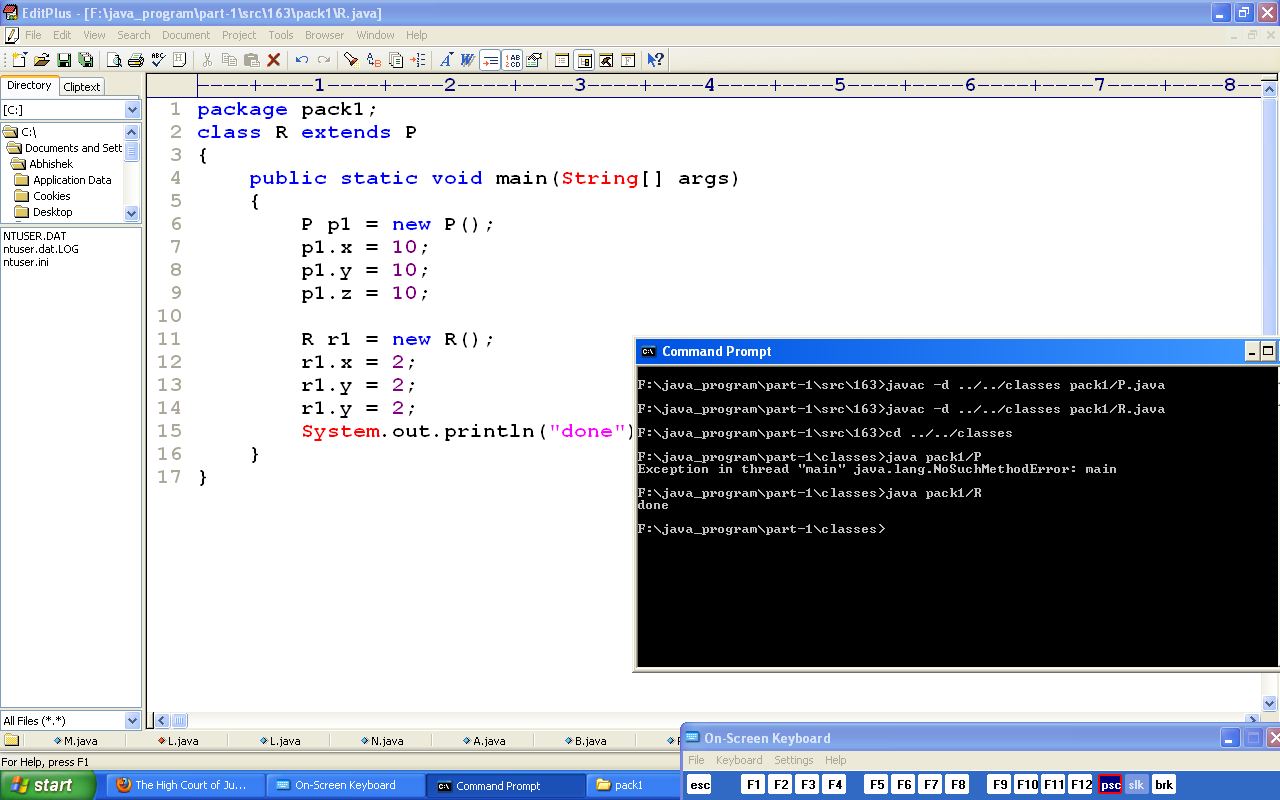 EditPlus - [F:\java_program\part-1\src\163\pack1\R.java]
File Edit View Search Document Project Tools Browser Window Help
Directory Cliptext
[C:]
C:\
Documents and Sett
Abhishek
Application Data
Cookies
Desktop
NTUSER.DAT
ntuser.dat.LOG
ntuser.ini
All Files (*.*)
----+----1----+----2----+----3----+----4----+----5----+----6----+----7----+----8--
1 package pack1;
2 class R extends P
3 {
4 public static void main(String[] args)
5 {
6 P p1 = new P();
7 p1.x = 10;
8 p1.y = 10;
9 p1.z = 10;
10
11 R r1 = new R();
12 r1.x = 2;
13 r1.y = 2;
14 r1.y = 2;
15 System.out.println("done")
16 }
17 }
Command Prompt
F:\java_program\part-1\src\163>javac -d ../../classes pack1/P.java
F:\java_program\part-1\src\163>javac -d ../../classes pack1/R.java
F:\java_program\part-1\src\163>cd ../../classes
F:\java_program\part-1\classes>java pack1/P
Exception in thread "main" java.lang.NoSuchMethodError: main
F:\java_program\part-1\classes>java pack1/R
done
F:\java_program\part-1\classes>
M.java L.java L.java N.java A.java B.java
For Help, press F1
On-Screen Keyboard
File Keyboard Settings Help
esc F1 F2 F3 F4 F5 F6 F7 F8 F9 F10 F11 F12 psc slk brk
start The High Court of Ju... On-Screen Keyboard Command Prompt pack1